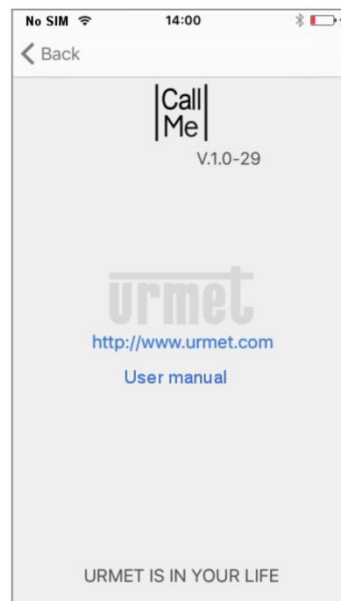 No SIM 14:00
Back
Call
Me
V.1.0-29
urmet
http://www.urmet.com
User manual
URMET IS IN YOUR LIFE